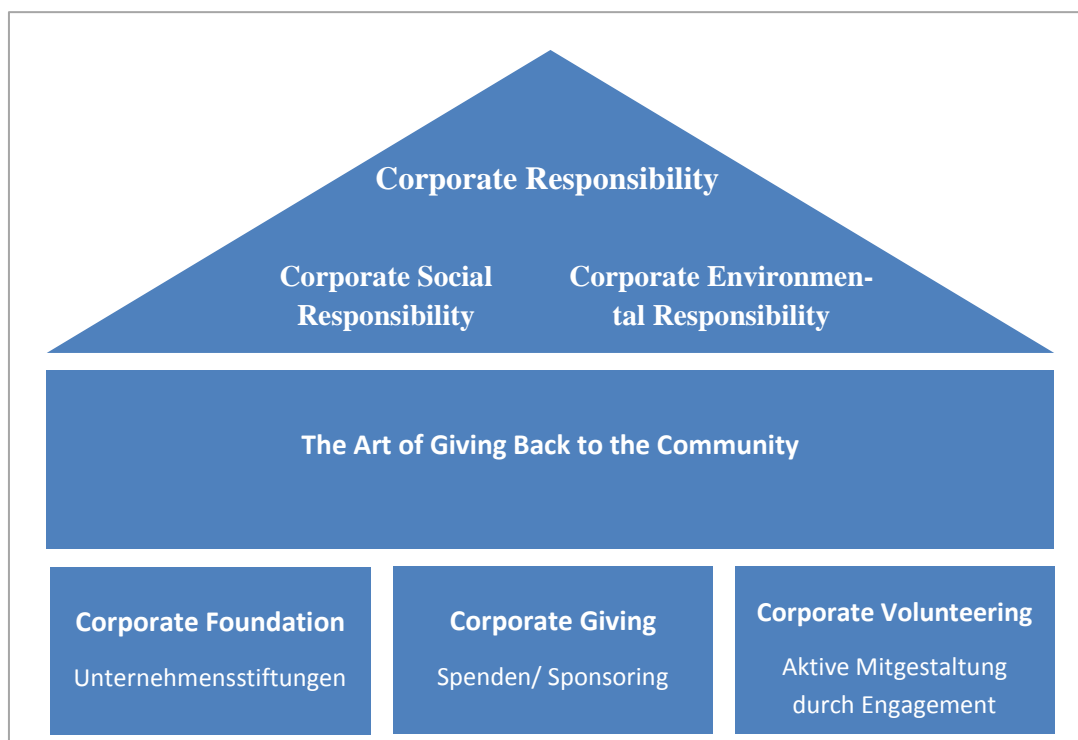 Corporate Responsibility
Corporate Social
Responsibility
Corporate Environmen-
tal Responsibility
The Art of Giving Back to the Community
Corporate Foundation
Unternehmensstiftungen
Corporate Giving
Spenden/ Sponsoring
Corporate Volunteering
Aktive Mitgestaltung
durch Engagement